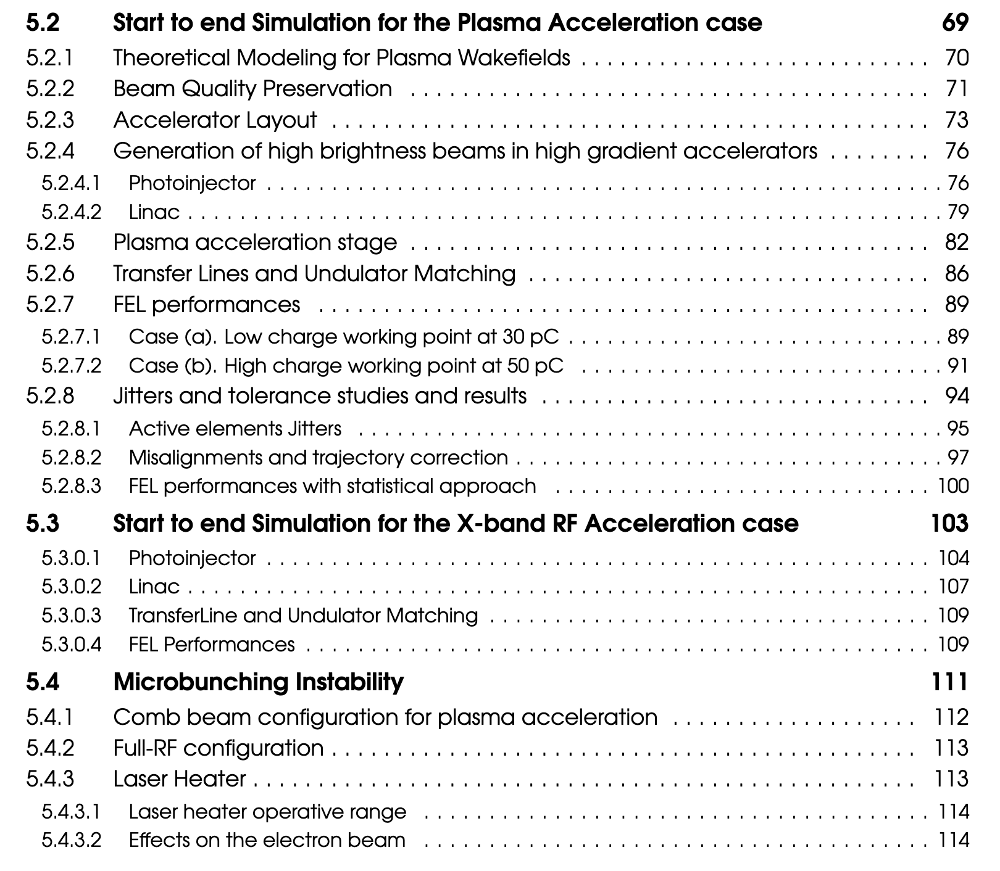 5.2 Start to end Simulation for the Plasma Acceleration case 69
5.2.1 Theoretical Modeling for Plasma Wakefields . . . . . . . . . . . . . . . . . . . . . . . . . . . 70
5.2.2 Beam Quality Preservation . . . . . . . . . . . . . . . . . . . . . . . . . . . . . . . . . . . . . . . . 71
5.2.3 Accelerator Layout . . . . . . . . . . . . . . . . . . . . . . . . . . . . . . . . . . . . . . . . . . . . . . 73
5.2.4 Generation of high brightness beams in high gradient accelerators . . . . . . . . 76
5.2.4.1 Photoinjector . . . . . . . . . . . . . . . . . . . . . . . . . . . . . . . . . . . . . . . . . . . . . . . . . . . . 76
5.2.4.2 Linac . . . . . . . . . . . . . . . . . . . . . . . . . . . . . . . . . . . . . . . . . . . . . . . . . . . . . . . . . . 79
5.2.5 Plasma acceleration stage . . . . . . . . . . . . . . . . . . . . . . . . . . . . . . . . . . . . . . . . 82
5.2.6 Transfer Lines and Undulator Matching . . . . . . . . . . . . . . . . . . . . . . . . . . . . . . . 86
5.2.7 FEL performances . . . . . . . . . . . . . . . . . . . . . . . . . . . . . . . . . . . . . . . . . . . . . . . 89
5.2.7.1 Case (a). Low charge working point at 30 pC . . . . . . . . . . . . . . . . . . . . . . . . . . . . . 89
5.2.7.2 Case (b). High charge working point at 50 pC . . . . . . . . . . . . . . . . . . . . . . . . . . . . 91
5.2.8 Jitters and tolerance studies and results . . . . . . . . . . . . . . . . . . . . . . . . . . . . . . 94
5.2.8.1 Active elements Jitters . . . . . . . . . . . . . . . . . . . . . . . . . . . . . . . . . . . . . . . . . . . . . 95
5.2.8.2 Misalignments and trajectory correction . . . . . . . . . . . . . . . . . . . . . . . . . . . . . . . . . 97
5.2.8.3 FEL performances with statistical approach . . . . . . . . . . . . . . . . . . . . . . . . . . . . . 100
5.3 Start to end Simulation for the X-band RF Acceleration case 103
5.3.0.1 Photoinjector . . . . . . . . . . . . . . . . . . . . . . . . . . . . . . . . . . . . . . . . . . . . . . . . . . . 104
5.3.0.2 Linac . . . . . . . . . . . . . . . . . . . . . . . . . . . . . . . . . . . . . . . . . . . . . . . . . . . . . . . . . 107
5.3.0.3 TransferLine and Undulator Matching . . . . . . . . . . . . . . . . . . . . . . . . . . . . . . . . . . 109
5.3.0.4 FEL Performances . . . . . . . . . . . . . . . . . . . . . . . . . . . . . . . . . . . . . . . . . . . . . . . . 109
5.4 Microbunching Instability 111
5.4.1 Comb beam configuration for plasma acceleration . . . . . . . . . . . . . . . . . . . 112
5.4.2 Full-RF configuration . . . . . . . . . . . . . . . . . . . . . . . . . . . . . . . . . . . . . . . . . . . . . 113
5.4.3 Laser Heater . . . . . . . . . . . . . . . . . . . . . . . . . . . . . . . . . . . . . . . . . . . . . . . . . . . 113
5.4.3.1 Laser heater operative range . . . . . . . . . . . . . . . . . . . . . . . . . . . . . . . . . . . . . . . 114
5.4.3.2 Effects on the electron beam . . . . . . . . . . . . . . . . . . . . . . . . . . . . . . . . . . . . . . . 114